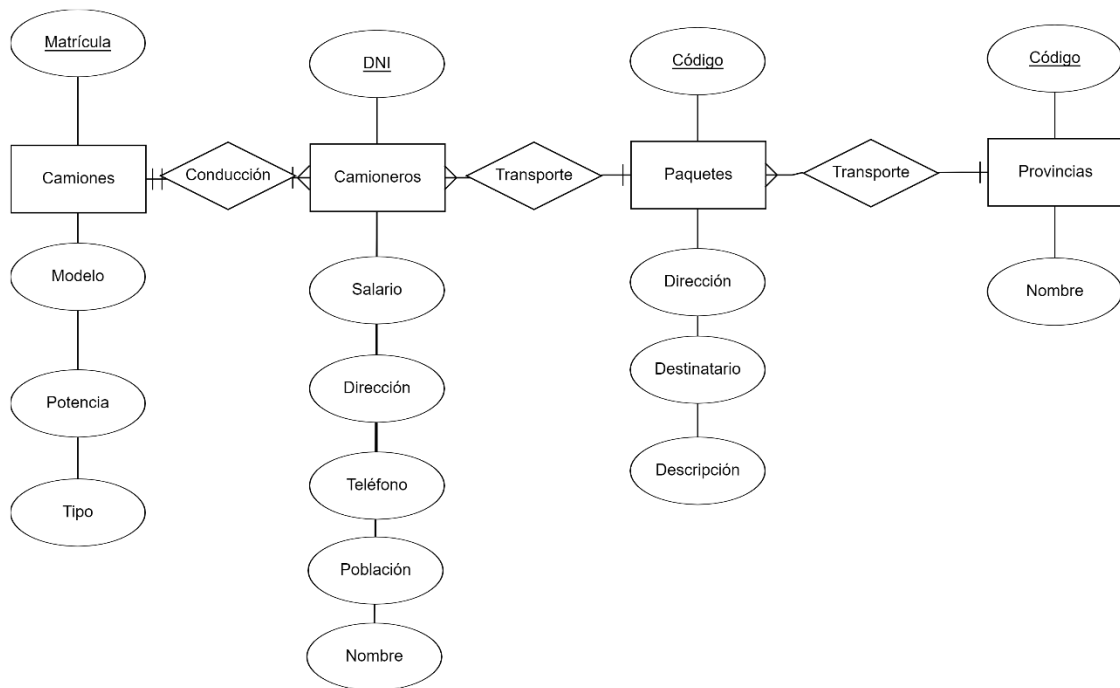 Matrícula
DNI
Código
Código
Camiones
Conducción
Camioneros
Transporte
Paquetes
Transporte
Provincias
Modelo
Salario
Dirección
Nombre
Potencia
Dirección
Destinatario
Tipo
Teléfono
Descripción
Población
Nombre